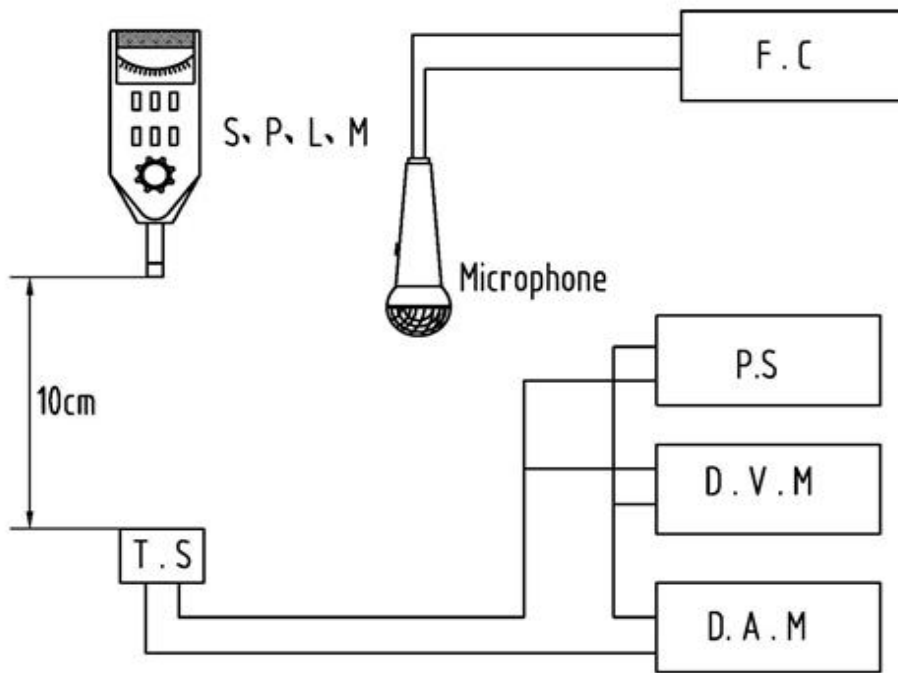 F.C
S、P、L、M
Microphone
10cm
P.S
D.V.M
T.S
D.A.M